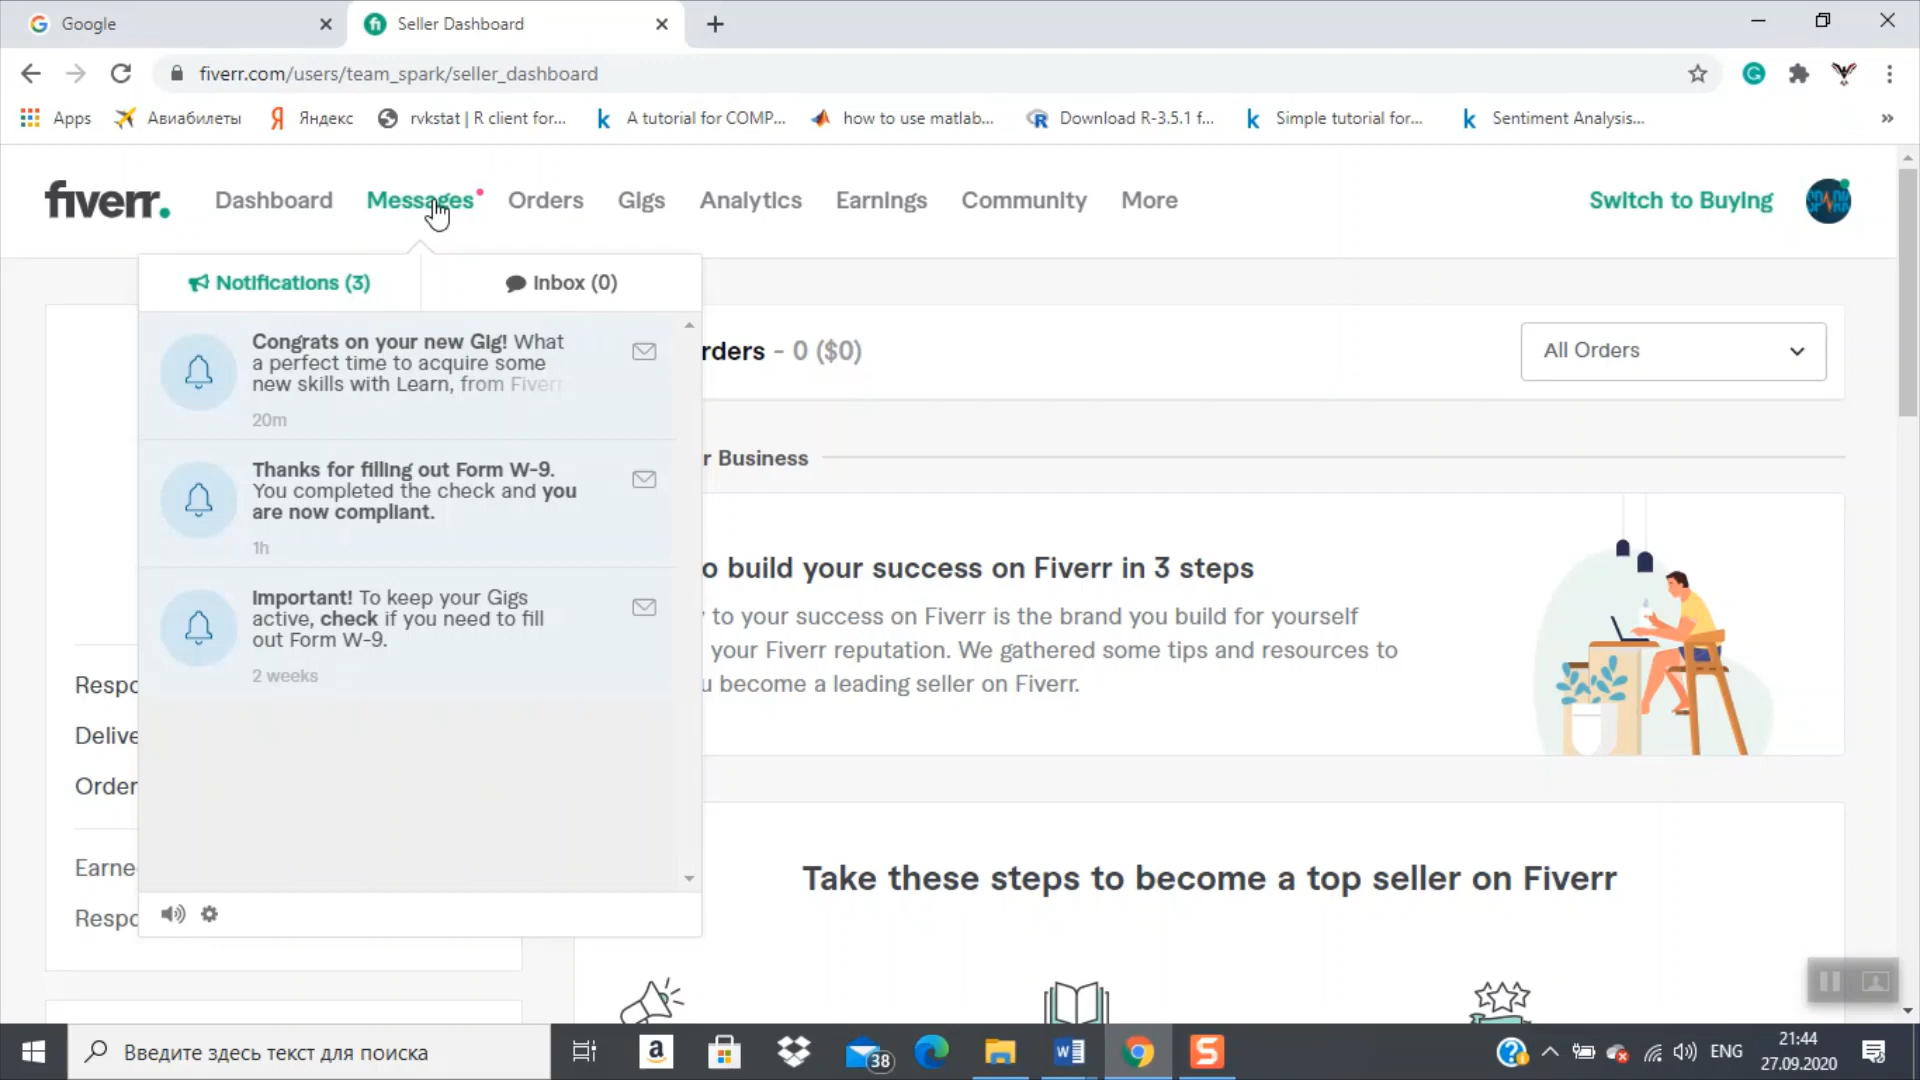 Google
Seller Dashboard
fiverr.com/users/team_spark/seller_dashboard
Apps
Авиабилеты
Яндекс
rvkstat | R client for...
A tutorial for COMP...
how to use matlab...
Download R-3.5.1 f...
Simple tutorial for...
Sentiment Analysis...
fiverr.
Dashboard
Messages
Orders
Gigs
Analytics
Earnings
Community
More
Switch to Buying
Notifications (3)
Inbox (0)
Congrats on your new Gig! What
a perfect time to acquire some
new skills with Learn, from Fiverr
20m
Thanks for filling out Form W-9.
You completed the check and you
are now compliant.
1h
Important! To keep your Gigs
active, check if you need to fill
out Form W-9.
2 weeks
rders - 0 ($0)
All Orders
r Business
o build your success on Fiverr in 3 steps
to your success on Fiverr is the brand you build for yourself
your Fiverr reputation. We gathered some tips and resources to
u become a leading seller on Fiverr.
Respo
Delive
Order
Earne
Respo
Take these steps to become a top seller on Fiverr
Введите здесь текст для поиска
38
ENG
21:44
27.09.2020